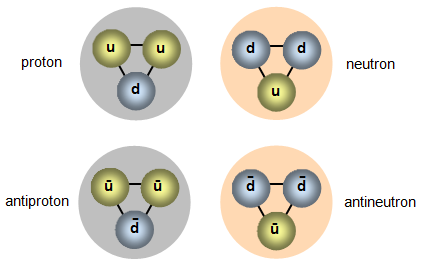 u u d d
proton neutron
d u
ū ū d̄ d̄
antiproton antineutron
d̄ ū